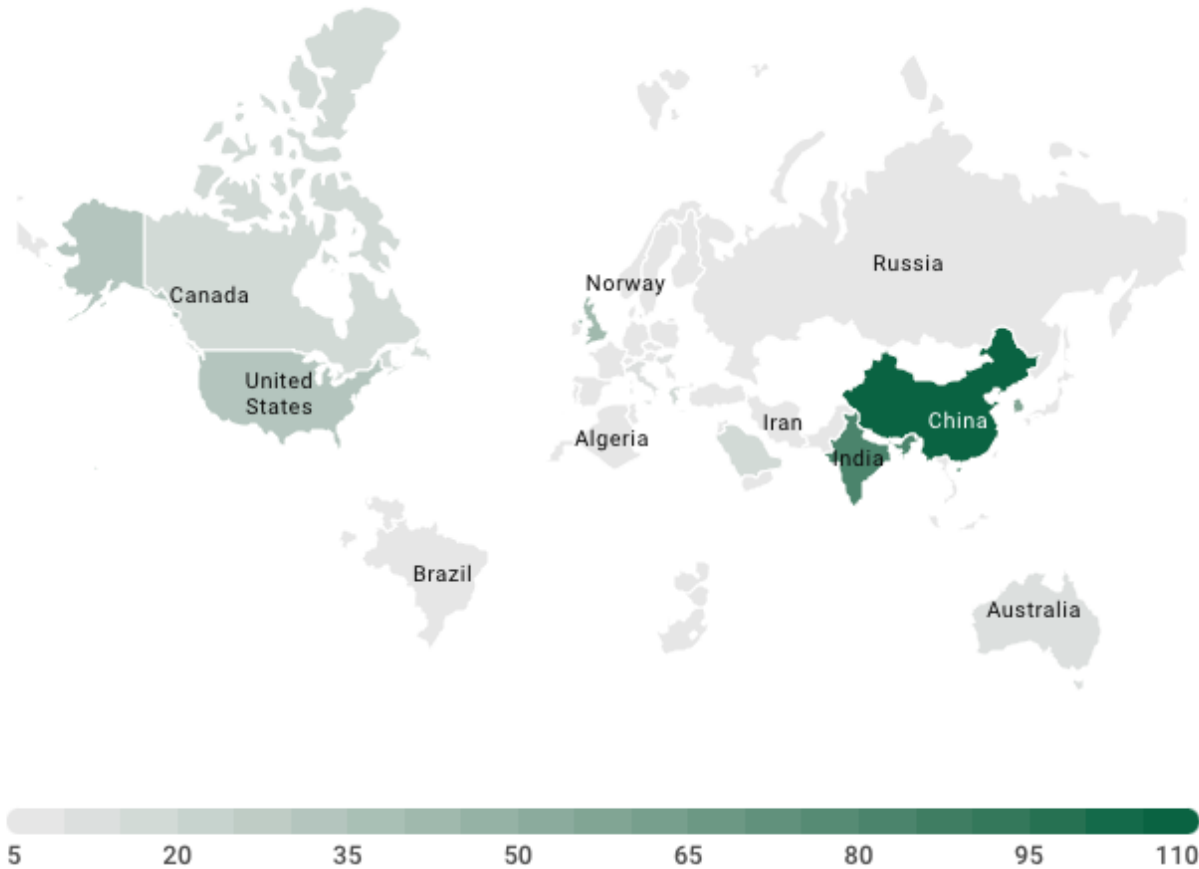 Russia
Norway
Canada
United
States
China
Iran
Algeria
India
Brazil
Australia
5 20 35 50 65 80 95 110